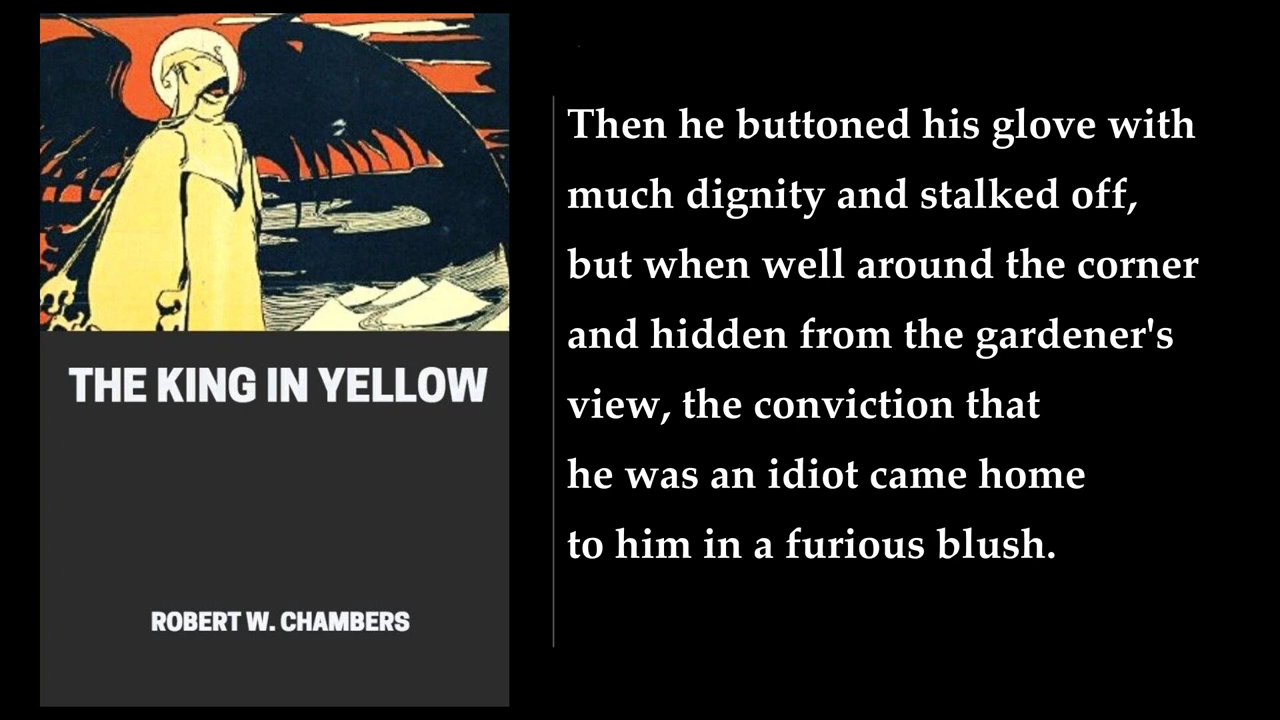 THE KING IN YELLOW
ROBERT W. CHAMBERS
Then he buttoned his glove with
much dignity and stalked off,
but when well around the corner
and hidden from the gardener's
view, the conviction that
he was an idiot came home
to him in a furious blush.